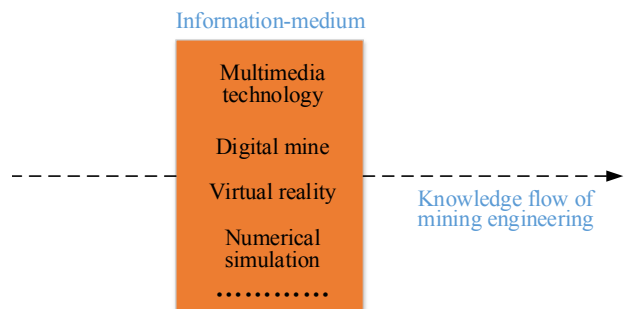 Information-medium
Multimedia
technology
Digital mine
Virtual reality
Knowledge flow of
mining engineering
Numerical
simulation
…………